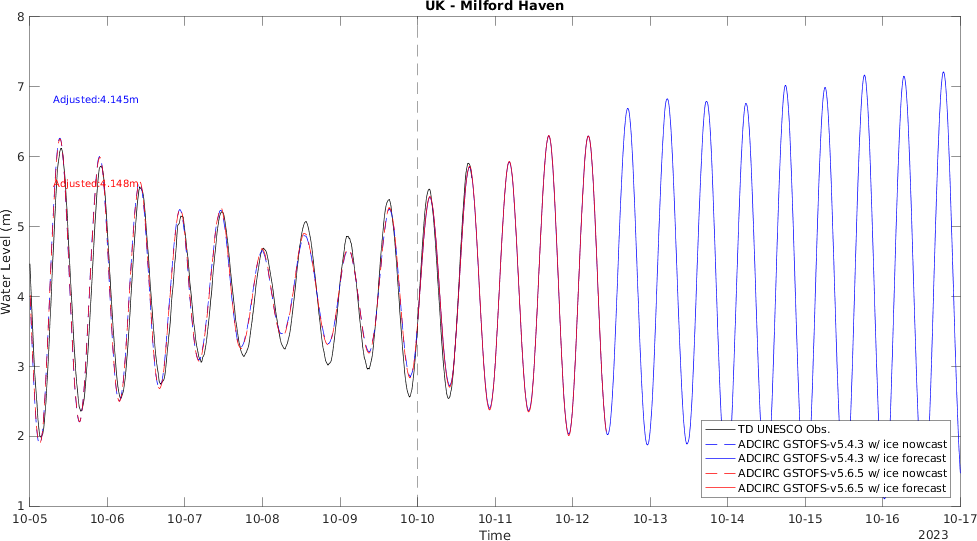 UK - Milford Haven
8
7
6
5
4
3
2
1
Water Level (m)
Adjusted:4.145m
Adjusted:4.148m
TD UNESCO Obs.
ADCIRC GSTOFS-v5.4.3 w/ ice nowcast
ADCIRC GSTOFS-v5.4.3 w/ ice forecast
ADCIRC GSTOFS-v5.6.5 w/ ice nowcast
ADCIRC GSTOFS-v5.6.5 w/ ice forecast
10-05 10-06 10-07 10-08 10-09 10-10 10-11 10-12 10-13 10-14 10-15 10-16 10-17
Time
2023